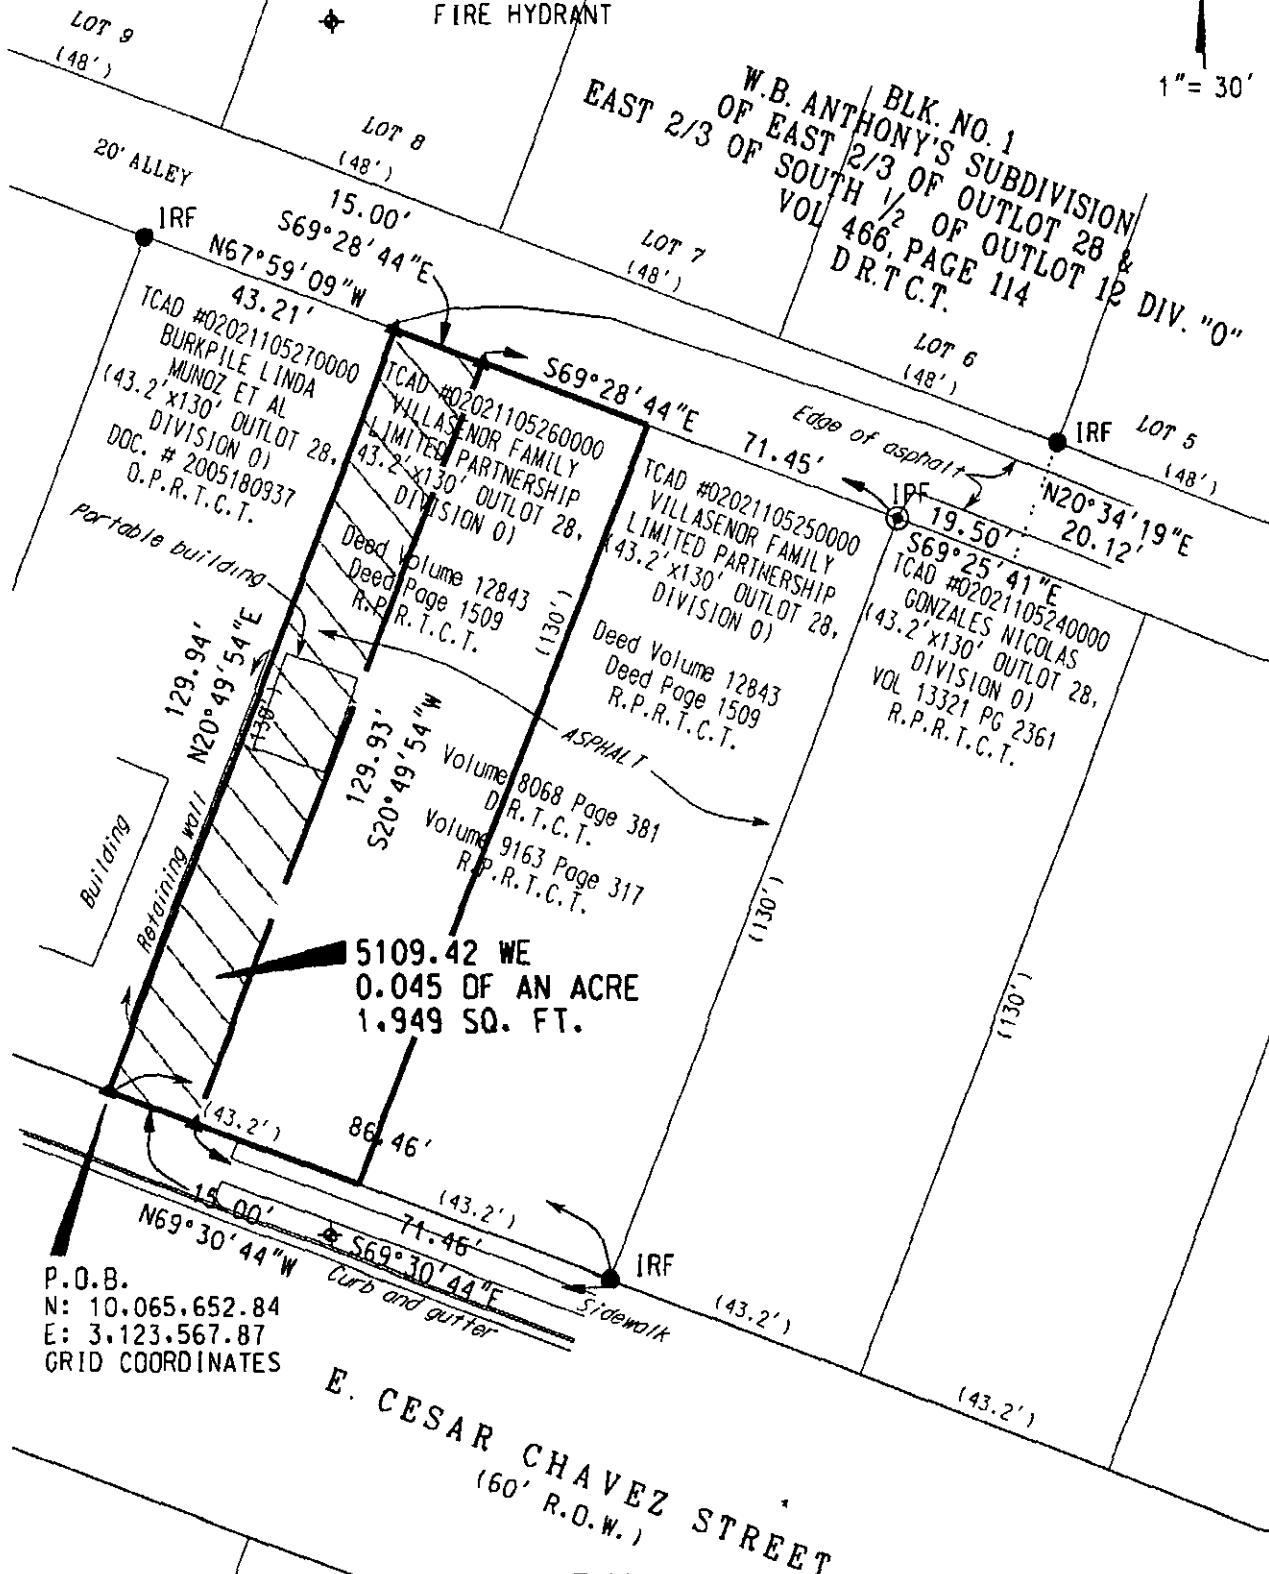 FIRE HYDRANT
1"= 30'
LOT 9
(48')
LOT 8
(48')
LOT 7
(48')
LOT 6
(48')
LOT 5
(48')
BLK. NO. 1
W.B. ANTHONY'S SUBDIVISION
OF EAST 2/3 OF OUTLOT 28 &
EAST 2/3 OF SOUTH 1/2 OF OUTLOT 12 DIV. "O"
VOL 466, PAGE 114
D R.T C.T.
20' ALLEY
IRF
15.00'
S69°28'44"E
N67°59'09"W
43.21'
S69°28'44"E
71.45'
Edge of asphalt
IRF
IRF
19.50'
S69°25'41"E
N20°34'19"E
20.12'
TCAD #02021105270000
BURKPILE LINDA
MUNOZ ET AL
(43.2'x130' OUTLOT 28,
DIVISION O)
DOC. # 2005180937
O.P.R.T.C.T.
TCAD #02021105260000
VILLASENOR FAMILY
LIMITED PARTNERSHIP
43.2'x130' OUTLOT 28,
DIVISION O)
Deed Volume 12843
Deed Page 1509
R.P.R.T.C.T.
(130')
TCAD #02021105250000
VILLASENOR FAMILY
LIMITED PARTNERSHIP
(43.2'x130' OUTLOT 28,
DIVISION O)
Deed Volume 12843
Deed Page 1509
R.P.R.T.C.T.
TCAD #02021105240000
GONZALES NICOLAS
(43.2'x130' OUTLOT 28,
DIVISION O)
VOL 13321 PG 2361
R.P.R.T.C.T.
Portable building
129.94'
N20°49'54"E
(130')
129.93'
S20°49'54"W
ASPHALT
Volume 8068 Page 381
D.R.T.C.T.
Volume 9163 Page 317
R.P.R.T.C.T.
Building
Retaining wall
(130')
(130')
5109.42 WE
0.045 OF AN ACRE
1,949 SQ. FT.
(43.2')
86.46'
(43.2')
15.00'
N69°30'44"W
71.46'
S69°30'44"E
Curb and gutter
Sidewalk
IRF
(43.2')
(43.2')
P.O.B.
N: 10,065,652.84
E: 3,123,567.87
GRID COORDINATES
E. CESAR CHAVEZ STREET
(60' R.O.W.)